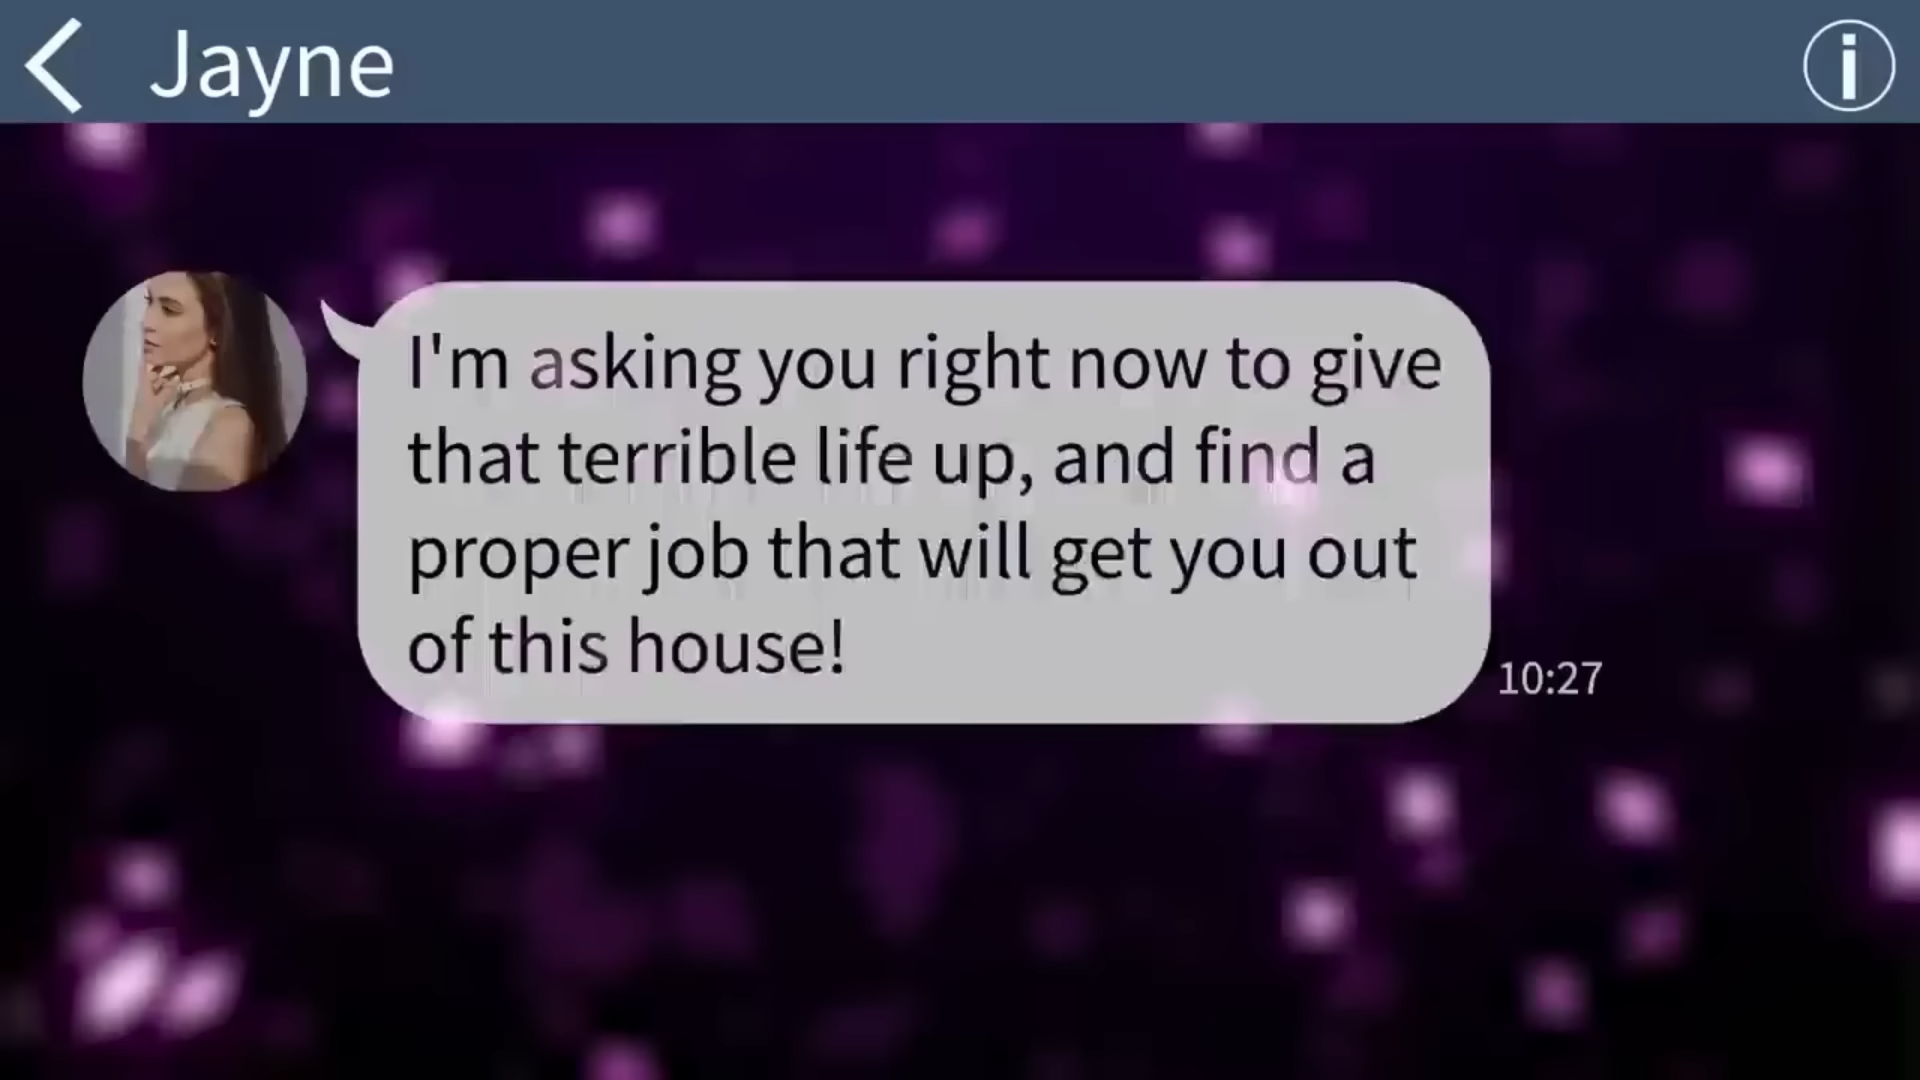 Jayne
I'm asking you right now to give
that terrible life up, and find a
proper job that will get you out
of this house!
10:27